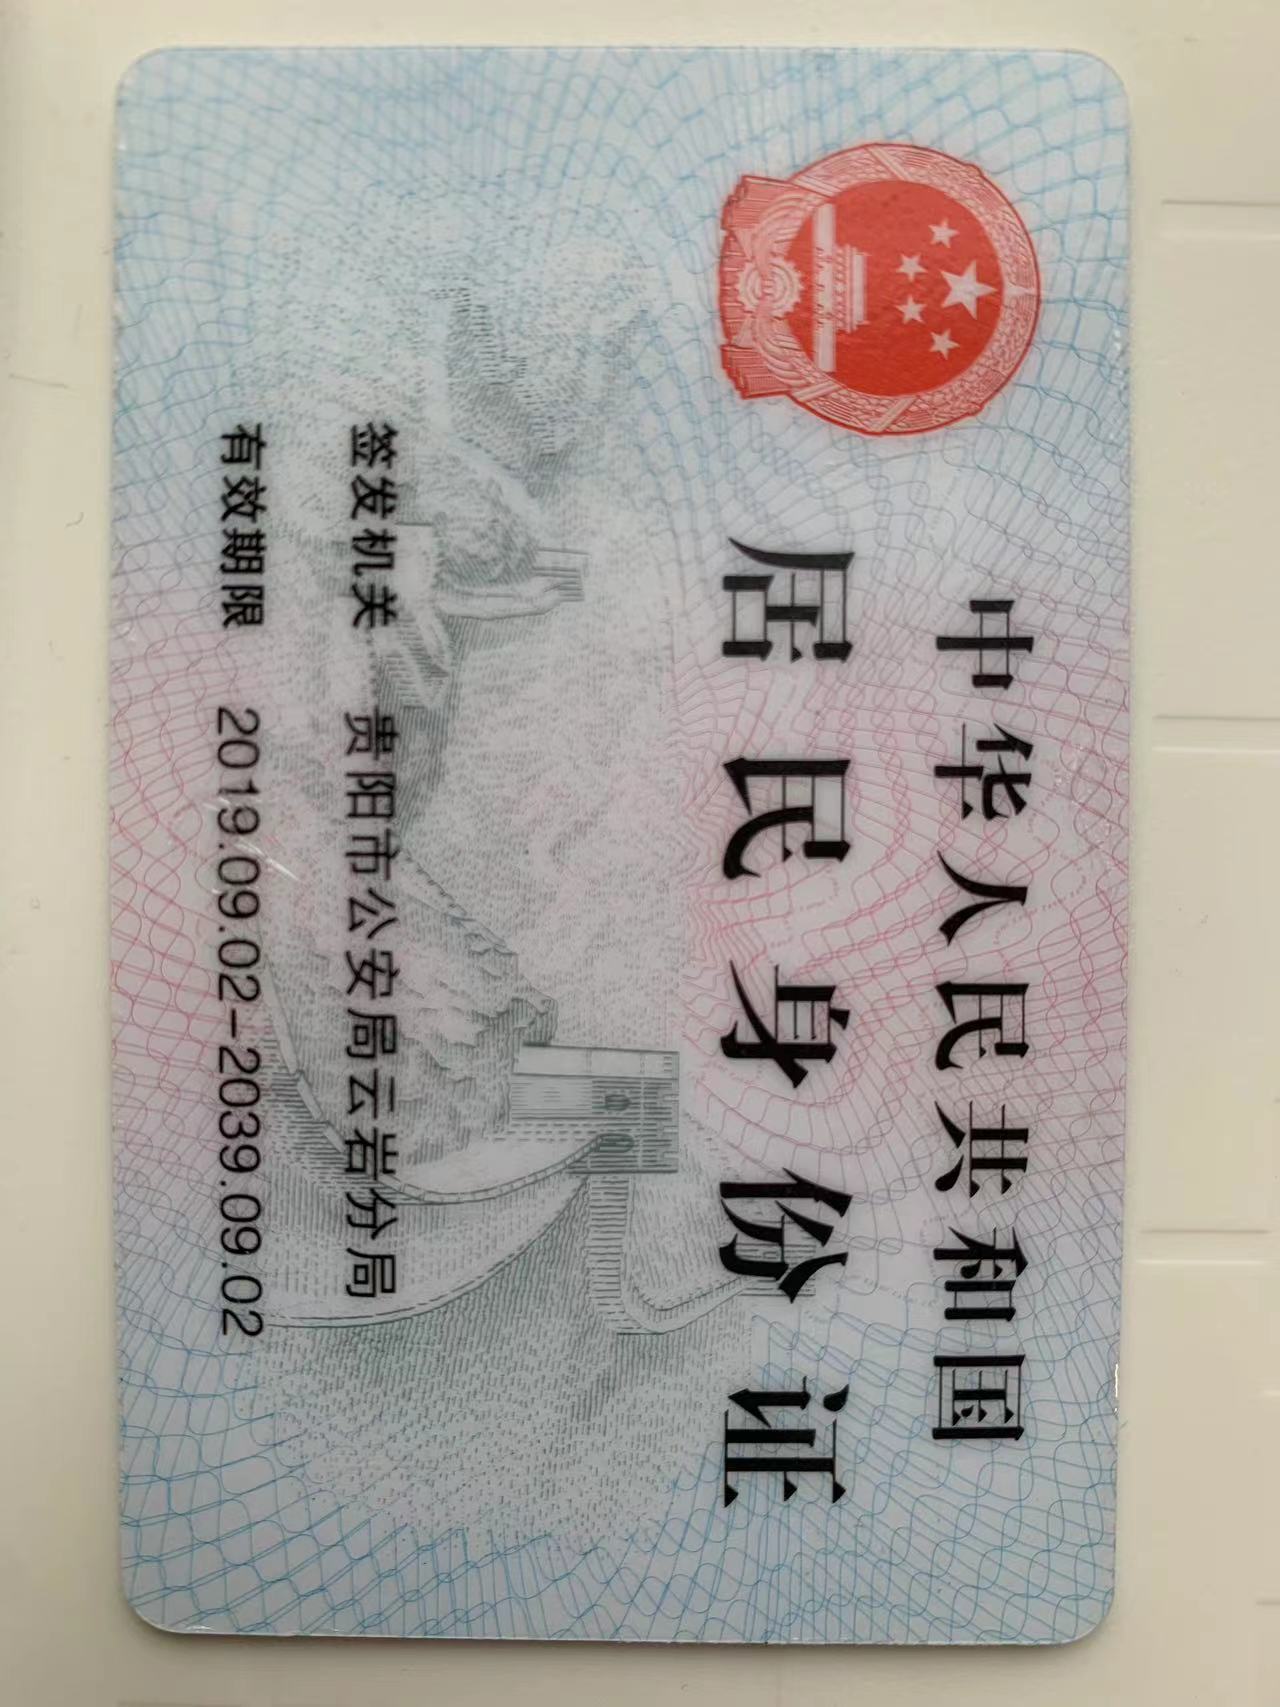 中华人民共和国
居民身份证
签发机关 贵阳市公安局云岩分局
有效期限 2019.09.02-2039.09.02